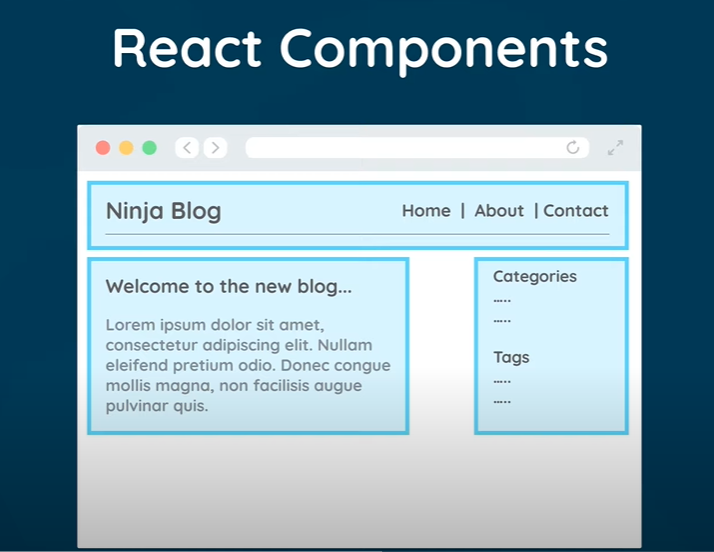 React Components
Ninja Blog
Home | About | Contact
Welcome to the new blog...
Lorem ipsum dolor sit amet,
consectetur adipiscing elit. Nullam
eleifend pretium odio. Donec congue
mollis magna, non facilisis augue
pulvinar quis.
Categories
.....
.....
Tags
.....
.....